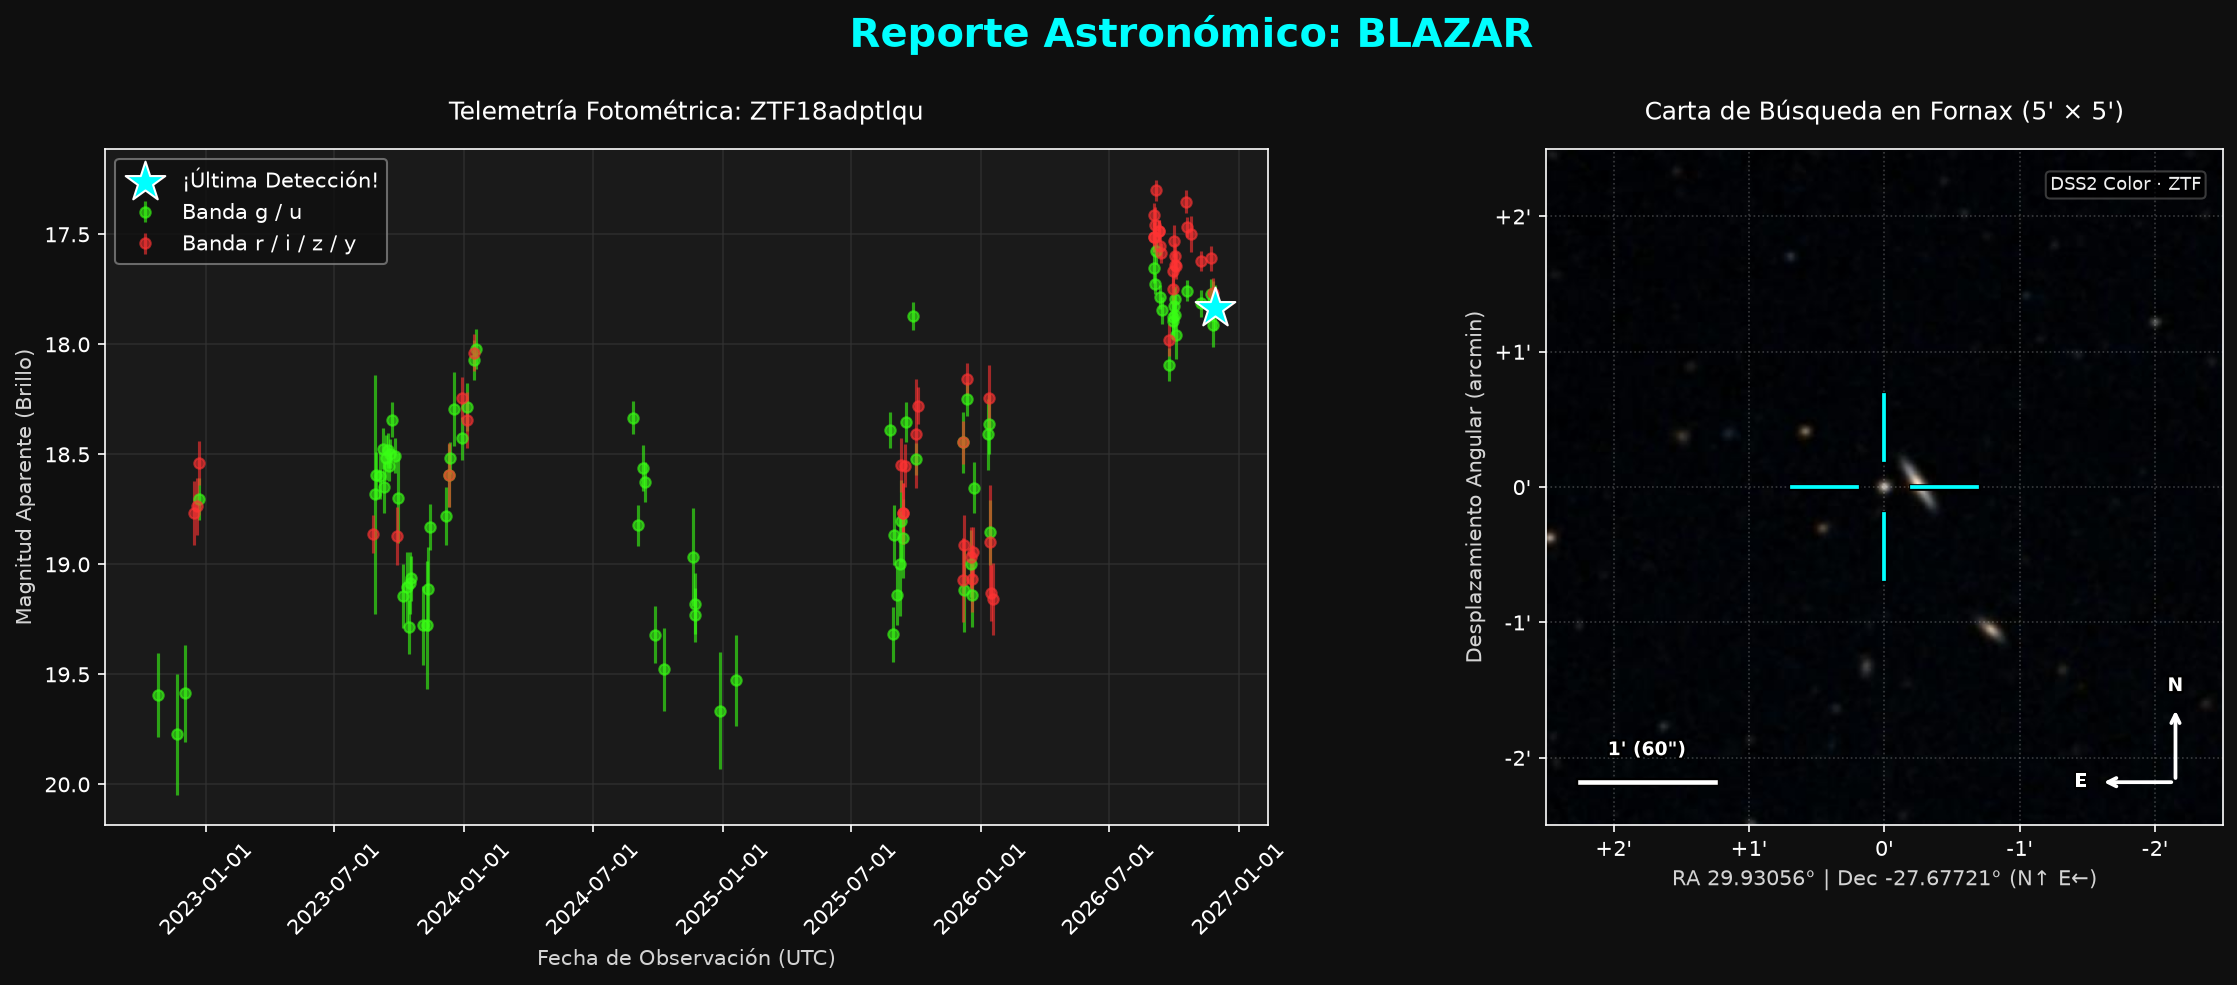 Reporte Astronómico: BLAZAR
Telemetría Fotométrica: ZTF18adptlqu
¡Última Detección!
Banda g / u
Banda r / i / z / y
Magnitud Aparente (Brillo)
17.5
18.0
18.5
19.0
19.5
20.0
2023-01-01
2023-07-01
2024-01-01
2024-07-01
2025-01-01
2025-07-01
2026-01-01
2026-07-01
2027-01-01
Fecha de Observación (UTC)
Carta de Búsqueda en Fornax (5' × 5')
DSS2 Color · ZTF
Desplazamiento Angular (arcmin)
+2'
+1'
0'
-1'
-2'
N
E
1' (60")
+2'
+1'
0'
-1'
-2'
RA 29.93056° | Dec -27.67721° (N↑ E←)